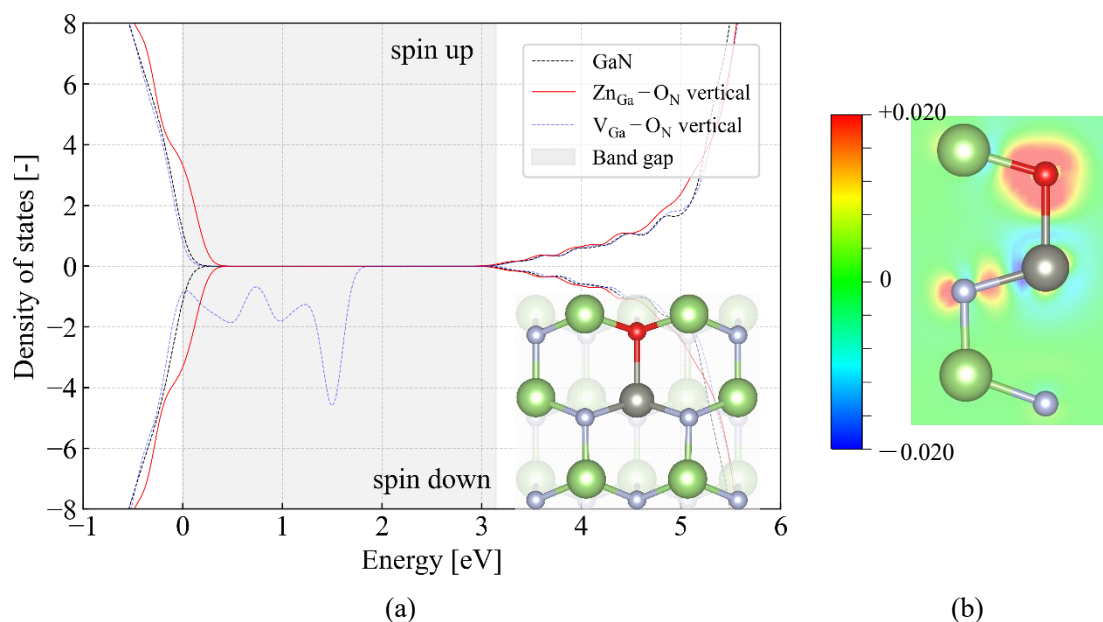 8
6
4
2
0
−2
−4
−6
−8
Density of states [-]
spin up
GaN
Zn_Ga−O_N vertical
V_Ga−O_N vertical
Band gap
spin down
−1
0
1
2
3
4
5
6
Energy [eV]
(a)
+0.020
0
−0.020
(b)